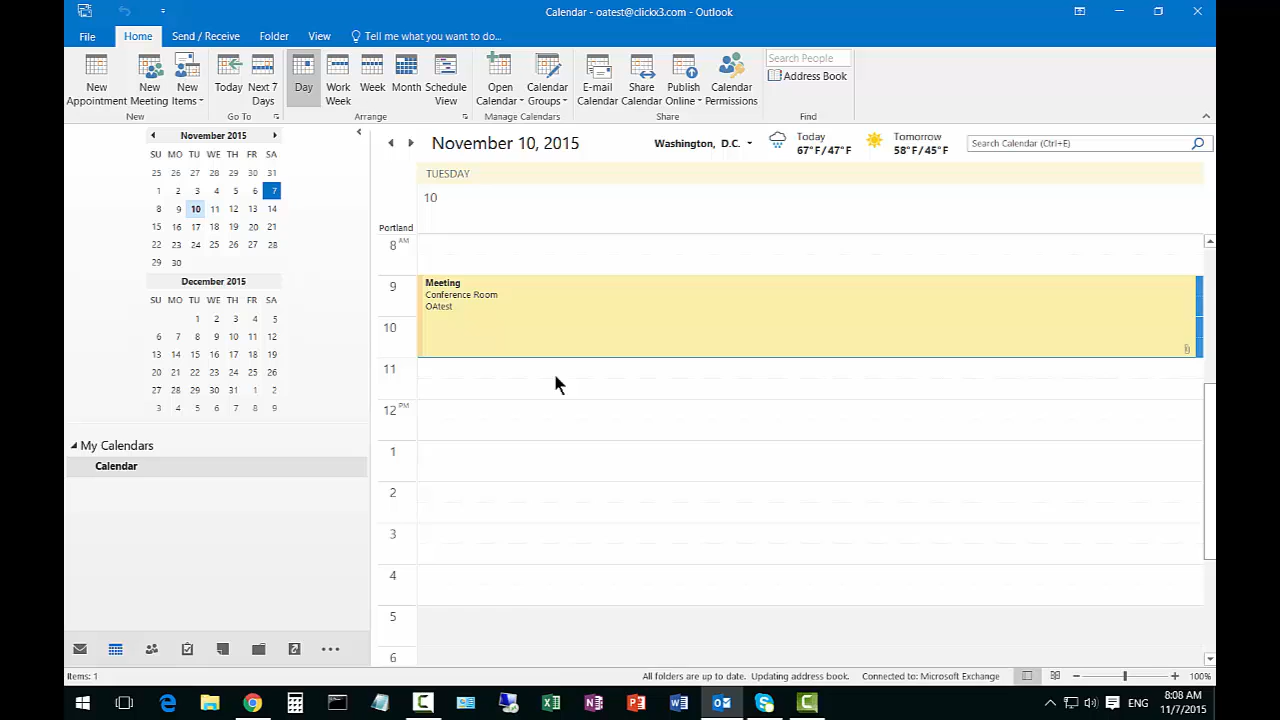 Calendar - oatest@clickx3.com - Outlook
File Home Send / Receive Folder View Tell me what you want to do...
New Appointment
New Meeting
New Items
Today
Next 7 Days
Day
Work Week
Week
Month
Schedule View
Open Calendar
Calendar Groups
E-mail Calendar
Share Calendar
Publish Online
Calendar Permissions
Search People
Address Book
New Go To Arrange Manage Calendars Share Find
November 2015
SU MO TU WE TH FR SA
25 26 27 28 29 30 31
1 2 3 4 5 6 7
8 9 10 11 12 13 14
15 16 17 18 19 20 21
22 23 24 25 26 27 28
29 30
December 2015
SU MO TU WE TH FR SA
1 2 3 4 5
6 7 8 9 10 11 12
13 14 15 16 17 18 19
20 21 22 23 24 25 26
27 28 29 30 31 1 2
3 4 5 6 7 8 9
My Calendars
Calendar
November 10, 2015
Washington, D.C.
Today
67°F/47°F
Tomorrow
58°F/45°F
Search Calendar (Ctrl+E)
TUESDAY
10
Portland
8 AM
9
Meeting
Conference Room
OAtest
10
11
12 PM
1
2
3
4
5
6
Items: 1
All folders are up to date. Updating address book. Connected to: Microsoft Exchange
100%
ENG
8:08 AM
11/7/2015